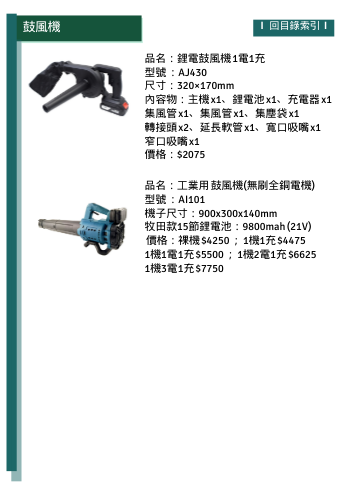 鼓風機
I 回目錄索引 I
品名：鋰電鼓風機1電1充
型號：AJ430
尺寸：320×170mm
內容物：主機x1、鋰電池x1、充電器x1
集風管x1、集風管x1、集塵袋x1
轉接頭x2、延長軟管x1、寬口吸嘴x1
窄口吸嘴x1
價格：$2075
品名：工業用鼓風機(無刷全鋼電機)
型號：AI101
機子尺寸：900x300x140mm
牧田款15節鋰電池：9800mah(21V)
價格：裸機$4250 ；1機1充$4475
1機1電1充$5500 ；1機2電1充$6625
1機3電1充$7750